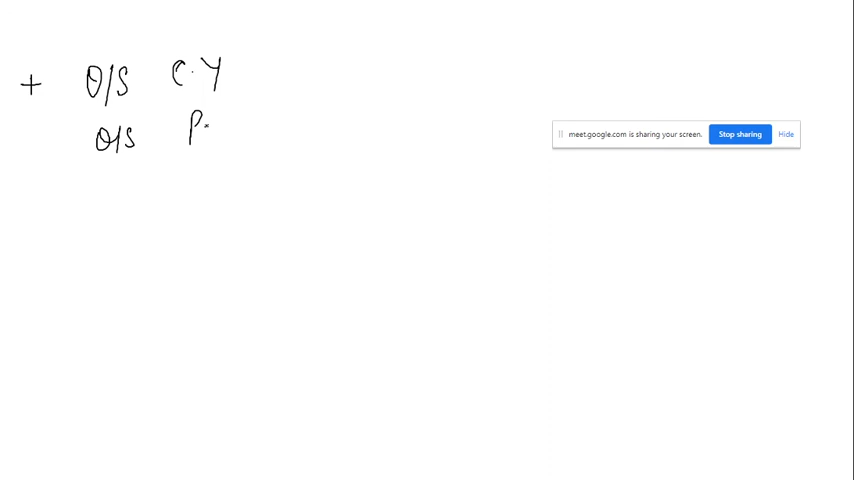 + O/S C.Y
O/S P.
meet.google.com is sharing your screen. Stop sharing Hide